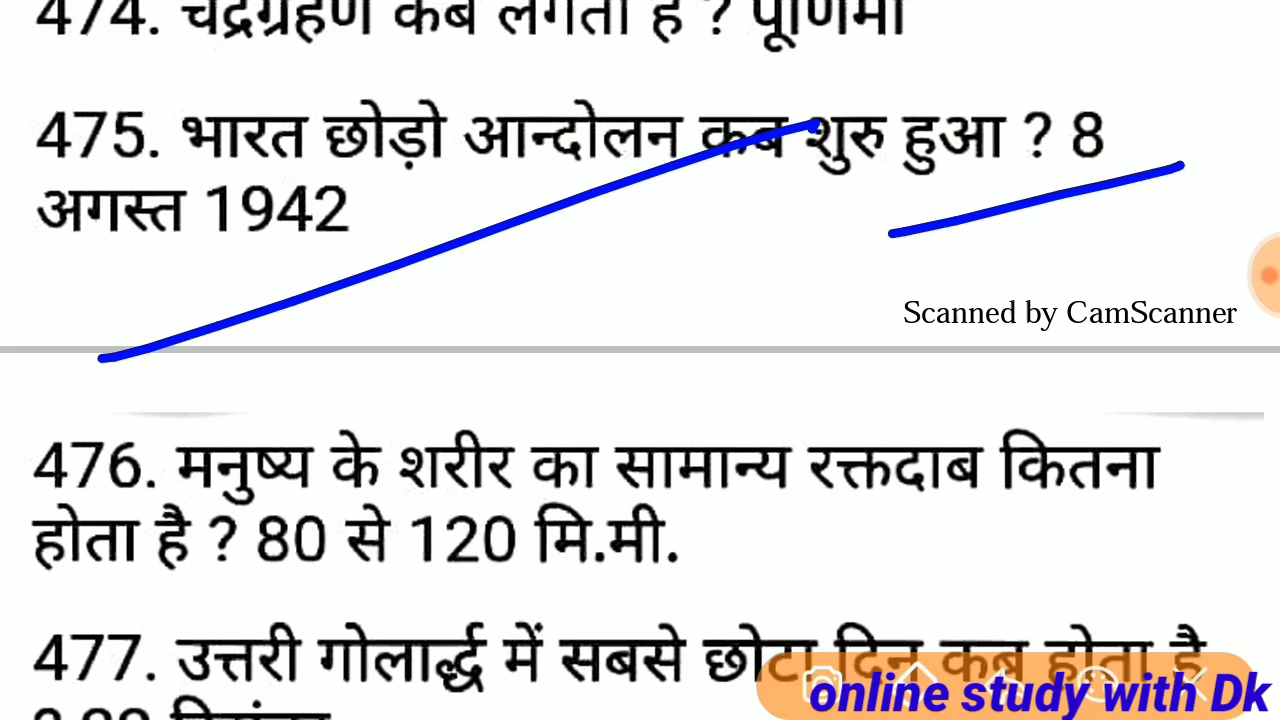 474. चंद्रग्रहण कब लगता है ? पूर्णिमा
475. भारत छोड़ो आन्दोलन कब शुरु हुआ ? 8
अगस्त 1942
Scanned by CamScanner
476. मनुष्य के शरीर का सामान्य रक्तदाब कितना
होता है ? 80 से 120 मि.मी.
477. उत्तरी गोलार्द्ध में सबसे छोटा दिन कब होता है
online study with Dk